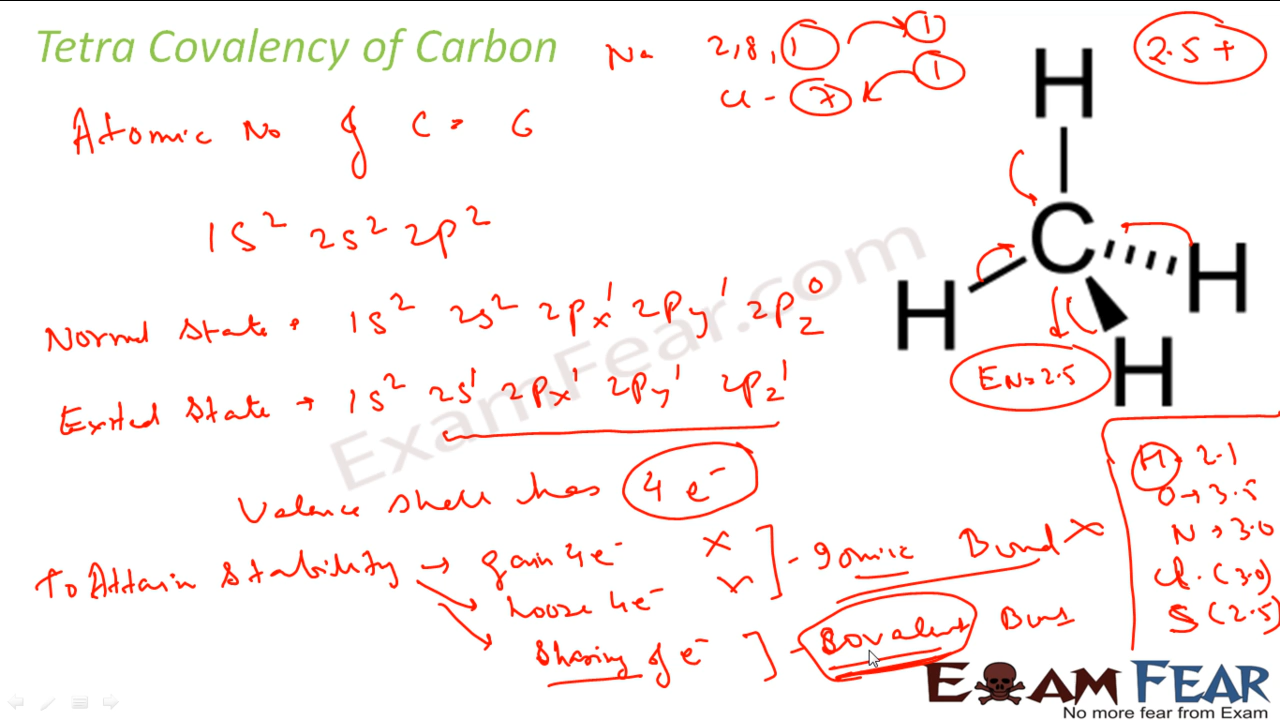 Tetra Covalency of Carbon
Na 2,8,1 1
Cl - 7 1
2.5 +
Atomic No of C = 6
1s² 2s² 2p²
Normal State → 1s² 2s² 2px¹ 2py¹ 2pz⁰
Exited State → 1s² 2s¹ 2px¹ 2py¹ 2pz¹
Valence Shell has 4 e⁻
To Attain Stability → gain 4e⁻ ×
Looze 4e⁻ ×
] - Ionic Bond ×
Sharing of e⁻ ] - Covalent Bond
H
C
H
H
H
EN = 2.5
H - 2.1
O → 3.5
N → 3.0
Cl - (3.0)
S (2.5)
ExamFear.com
EXAM FEAR
No more fear from Exam